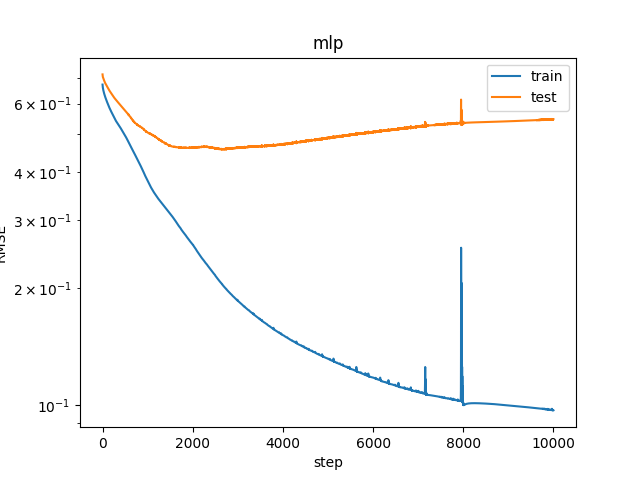 mlp
train
test
6 × 10⁻¹
4 × 10⁻¹
3 × 10⁻¹
2 × 10⁻¹
10⁻¹
RMSE
0 2000 4000 6000 8000 10000
step